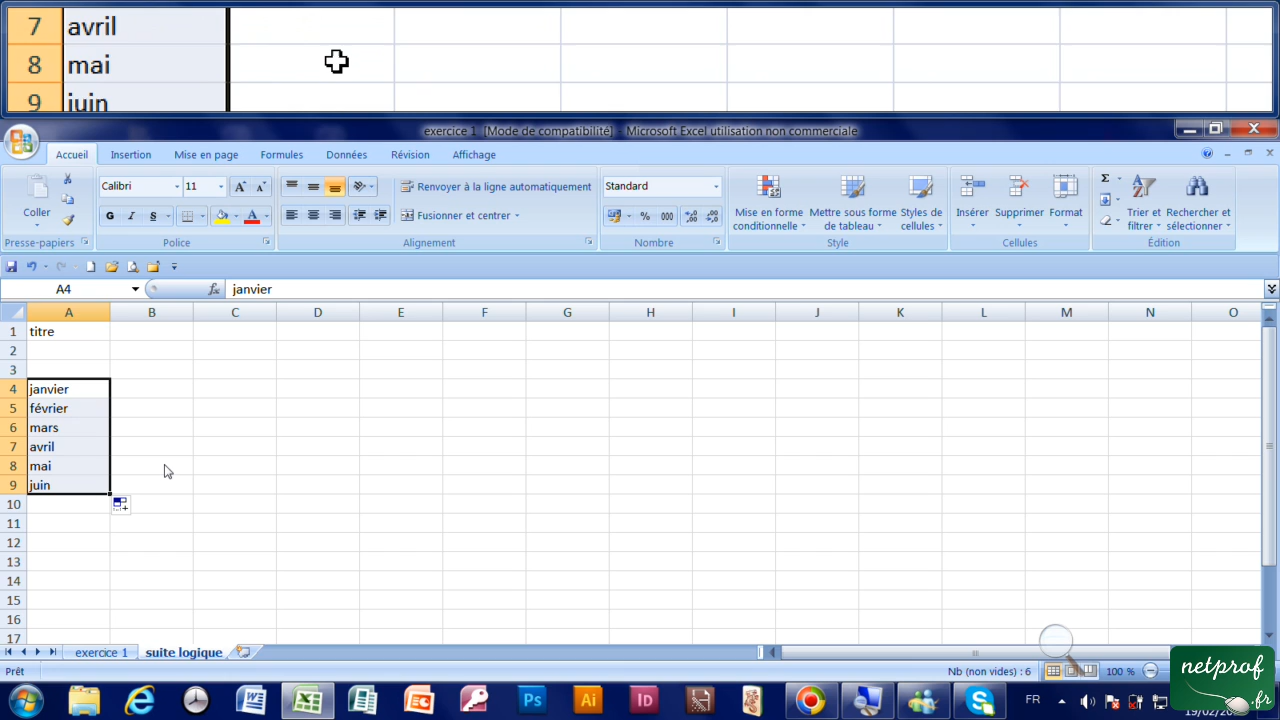 7 avril
8 mai
9 juin
exercice 1 [Mode de compatibilité] - Microsoft Excel utilisation non commerciale
Accueil Insertion Mise en page Formules Données Révision Affichage
Coller
Calibri 11
G I S A
Renvoyer à la ligne automatiquement
Fusionner et centrer
Standard
% 000
Mise en forme conditionnelle
Mettre sous forme de tableau
Styles de cellules
Insérer Supprimer Format
Σ
Trier et filtrer
Rechercher et sélectionner
Presse-papiers Police Alignement Nombre Style Cellules Édition
A4 fx janvier
A B C D E F G H I J K L M N O
1 titre
2
3
4 janvier
5 février
6 mars
7 avril
8 mai
9 juin
10
11
12
13
14
15
16
17
exercice 1 suite logique
Prêt Nb (non vides) : 6 100 %
netprof
.fr
Ps Ai ID FR